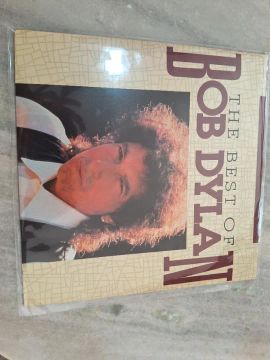 THE BEST OF
BOB DYLAN